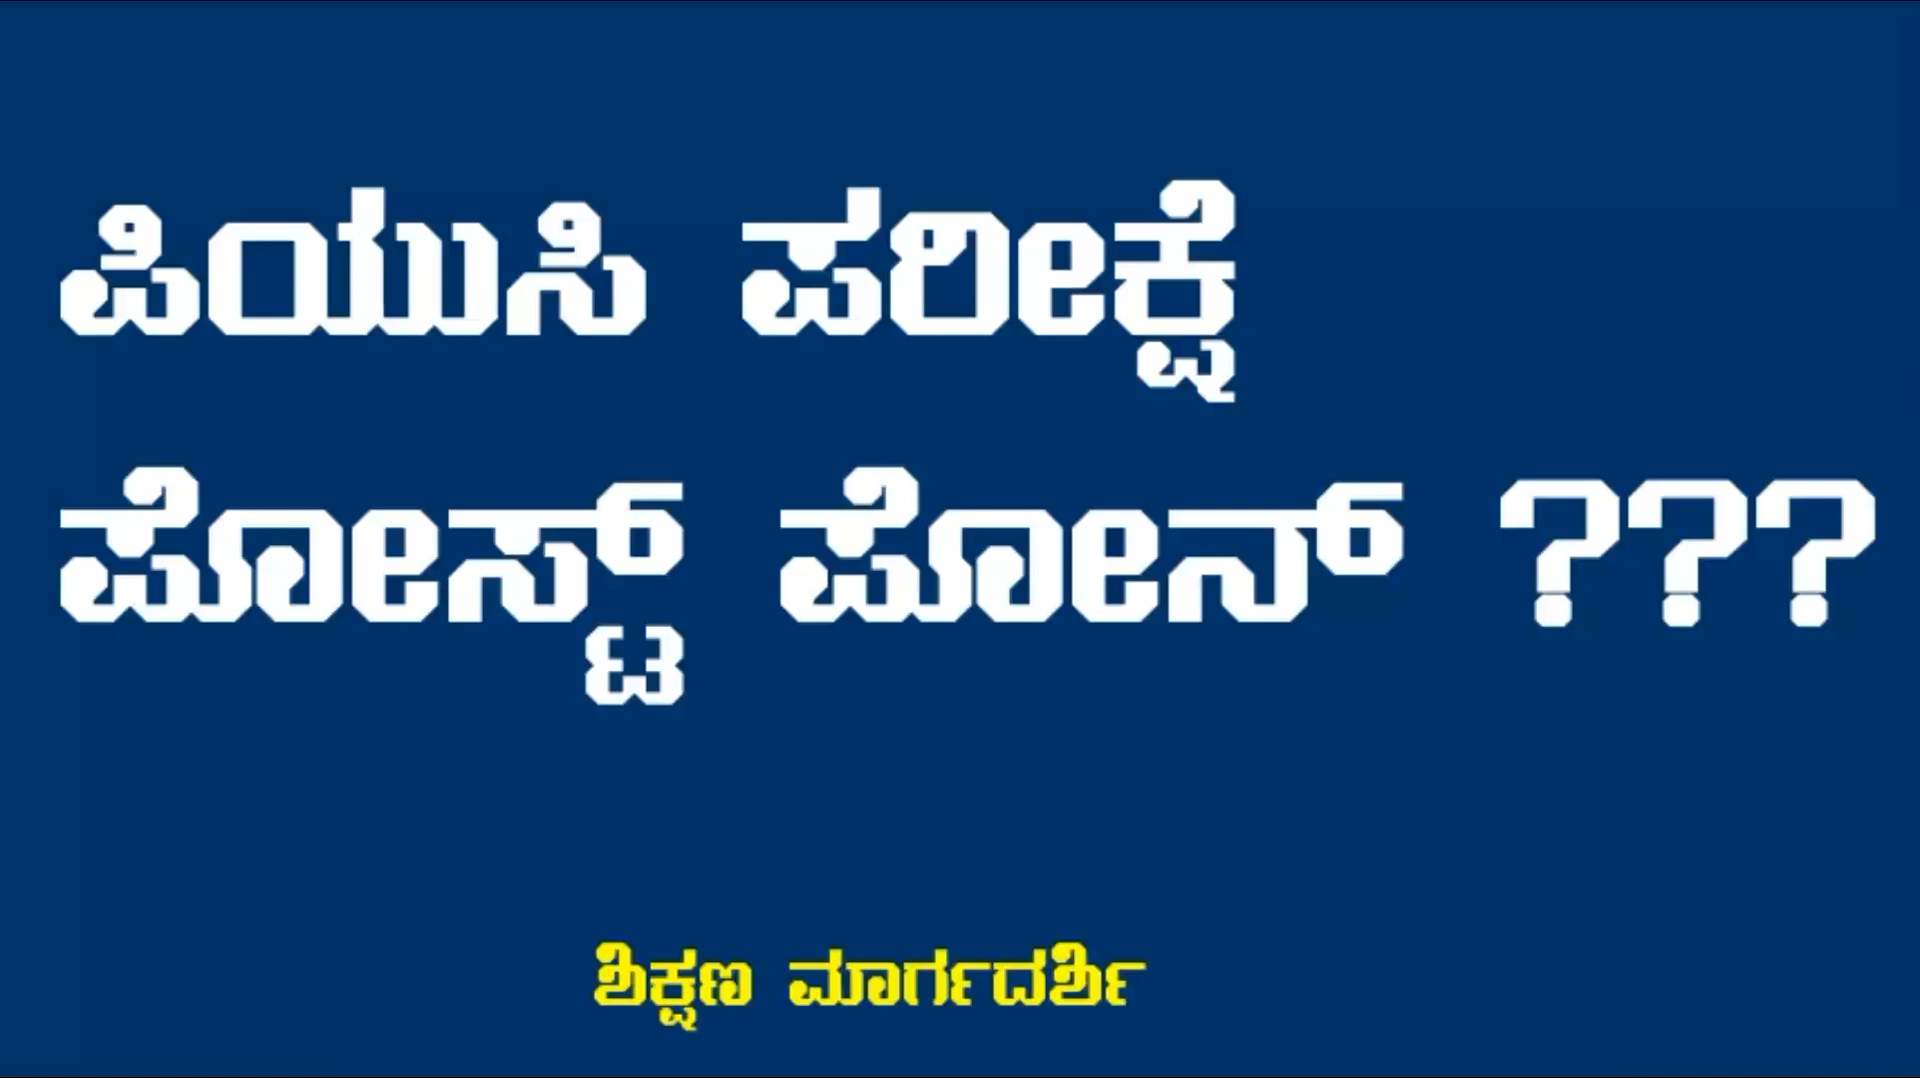 ಪಿಯುಸಿ ಪರೀಕ್ಷೆ
ಪೋಸ್ಟ್ ಪೋನ್ ???
ಶಿಕ್ಷಣ ಮಾರ್ಗದರ್ಶಿ